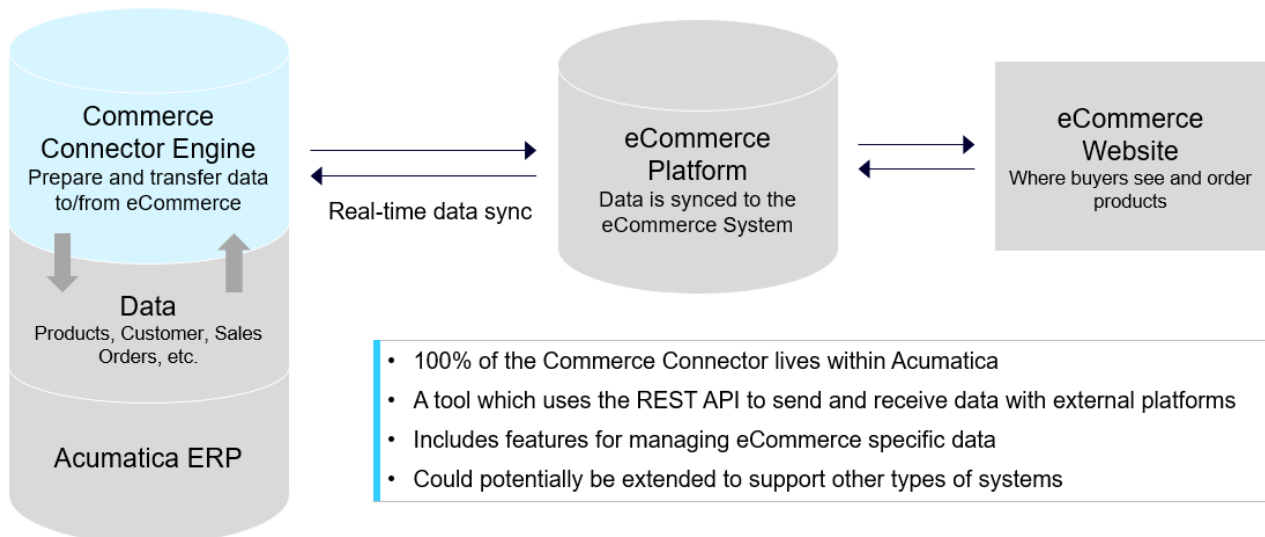 Commerce
Connector Engine
Prepare and transfer data
to/from eCommerce
Data
Products, Customer, Sales
Orders, etc.
Acumatica ERP
Real-time data sync
eCommerce
Platform
Data is synced to the
eCommerce System
eCommerce
Website
Where buyers see and order
products
• 100% of the Commerce Connector lives within Acumatica
• A tool which uses the REST API to send and receive data with external platforms
• Includes features for managing eCommerce specific data
• Could potentially be extended to support other types of systems